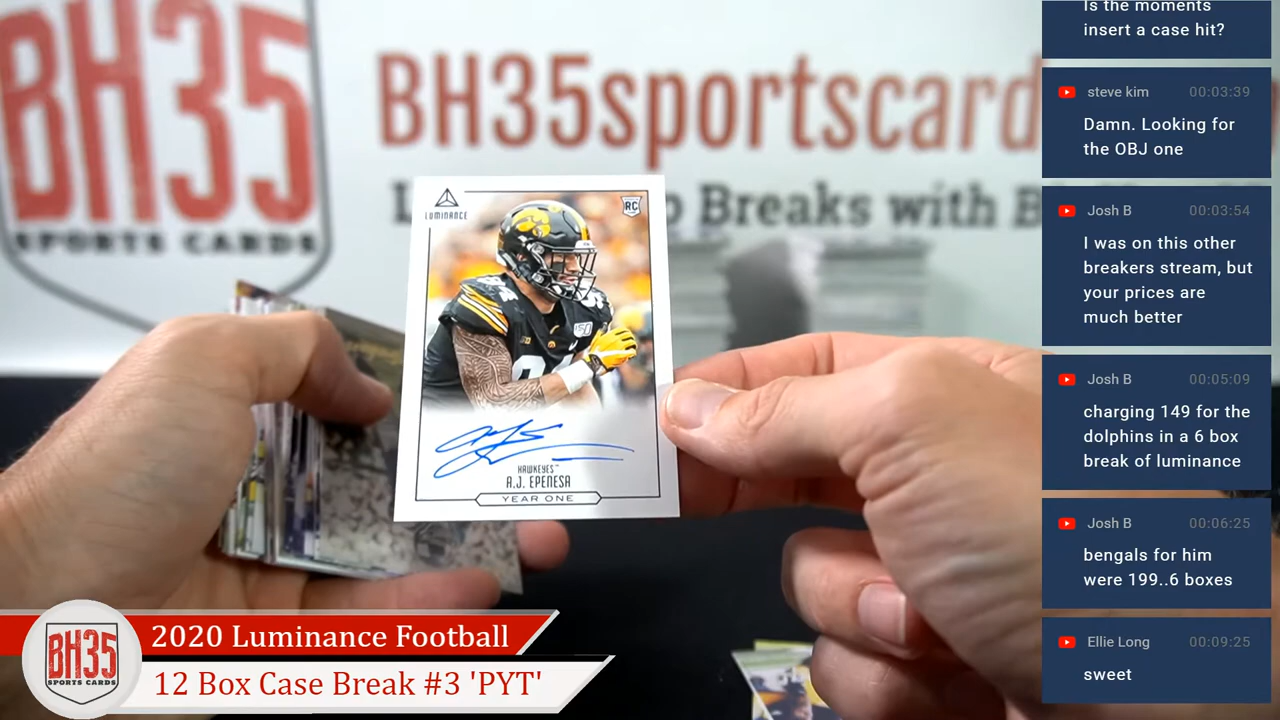 BH35
SPORTS CARDS
BH35sportscard
Breaks with B
LUMINANCE
RC
150
HAWKEYES™
A.J. EPENESA
YEAR ONE
Is the moments
insert a case hit?
steve kim 00:03:39
Damn. Looking for
the OBJ one
Josh B 00:03:54
I was on this other
breakers stream, but
your prices are
much better
Josh B 00:05:09
charging 149 for the
dolphins in a 6 box
break of luminance
Josh B 00:06:25
bengals for him
were 199..6 boxes
Ellie Long 00:09:25
sweet
BH35
SPORTS CARDS
2020 Luminance Football
12 Box Case Break #3 'PYT'